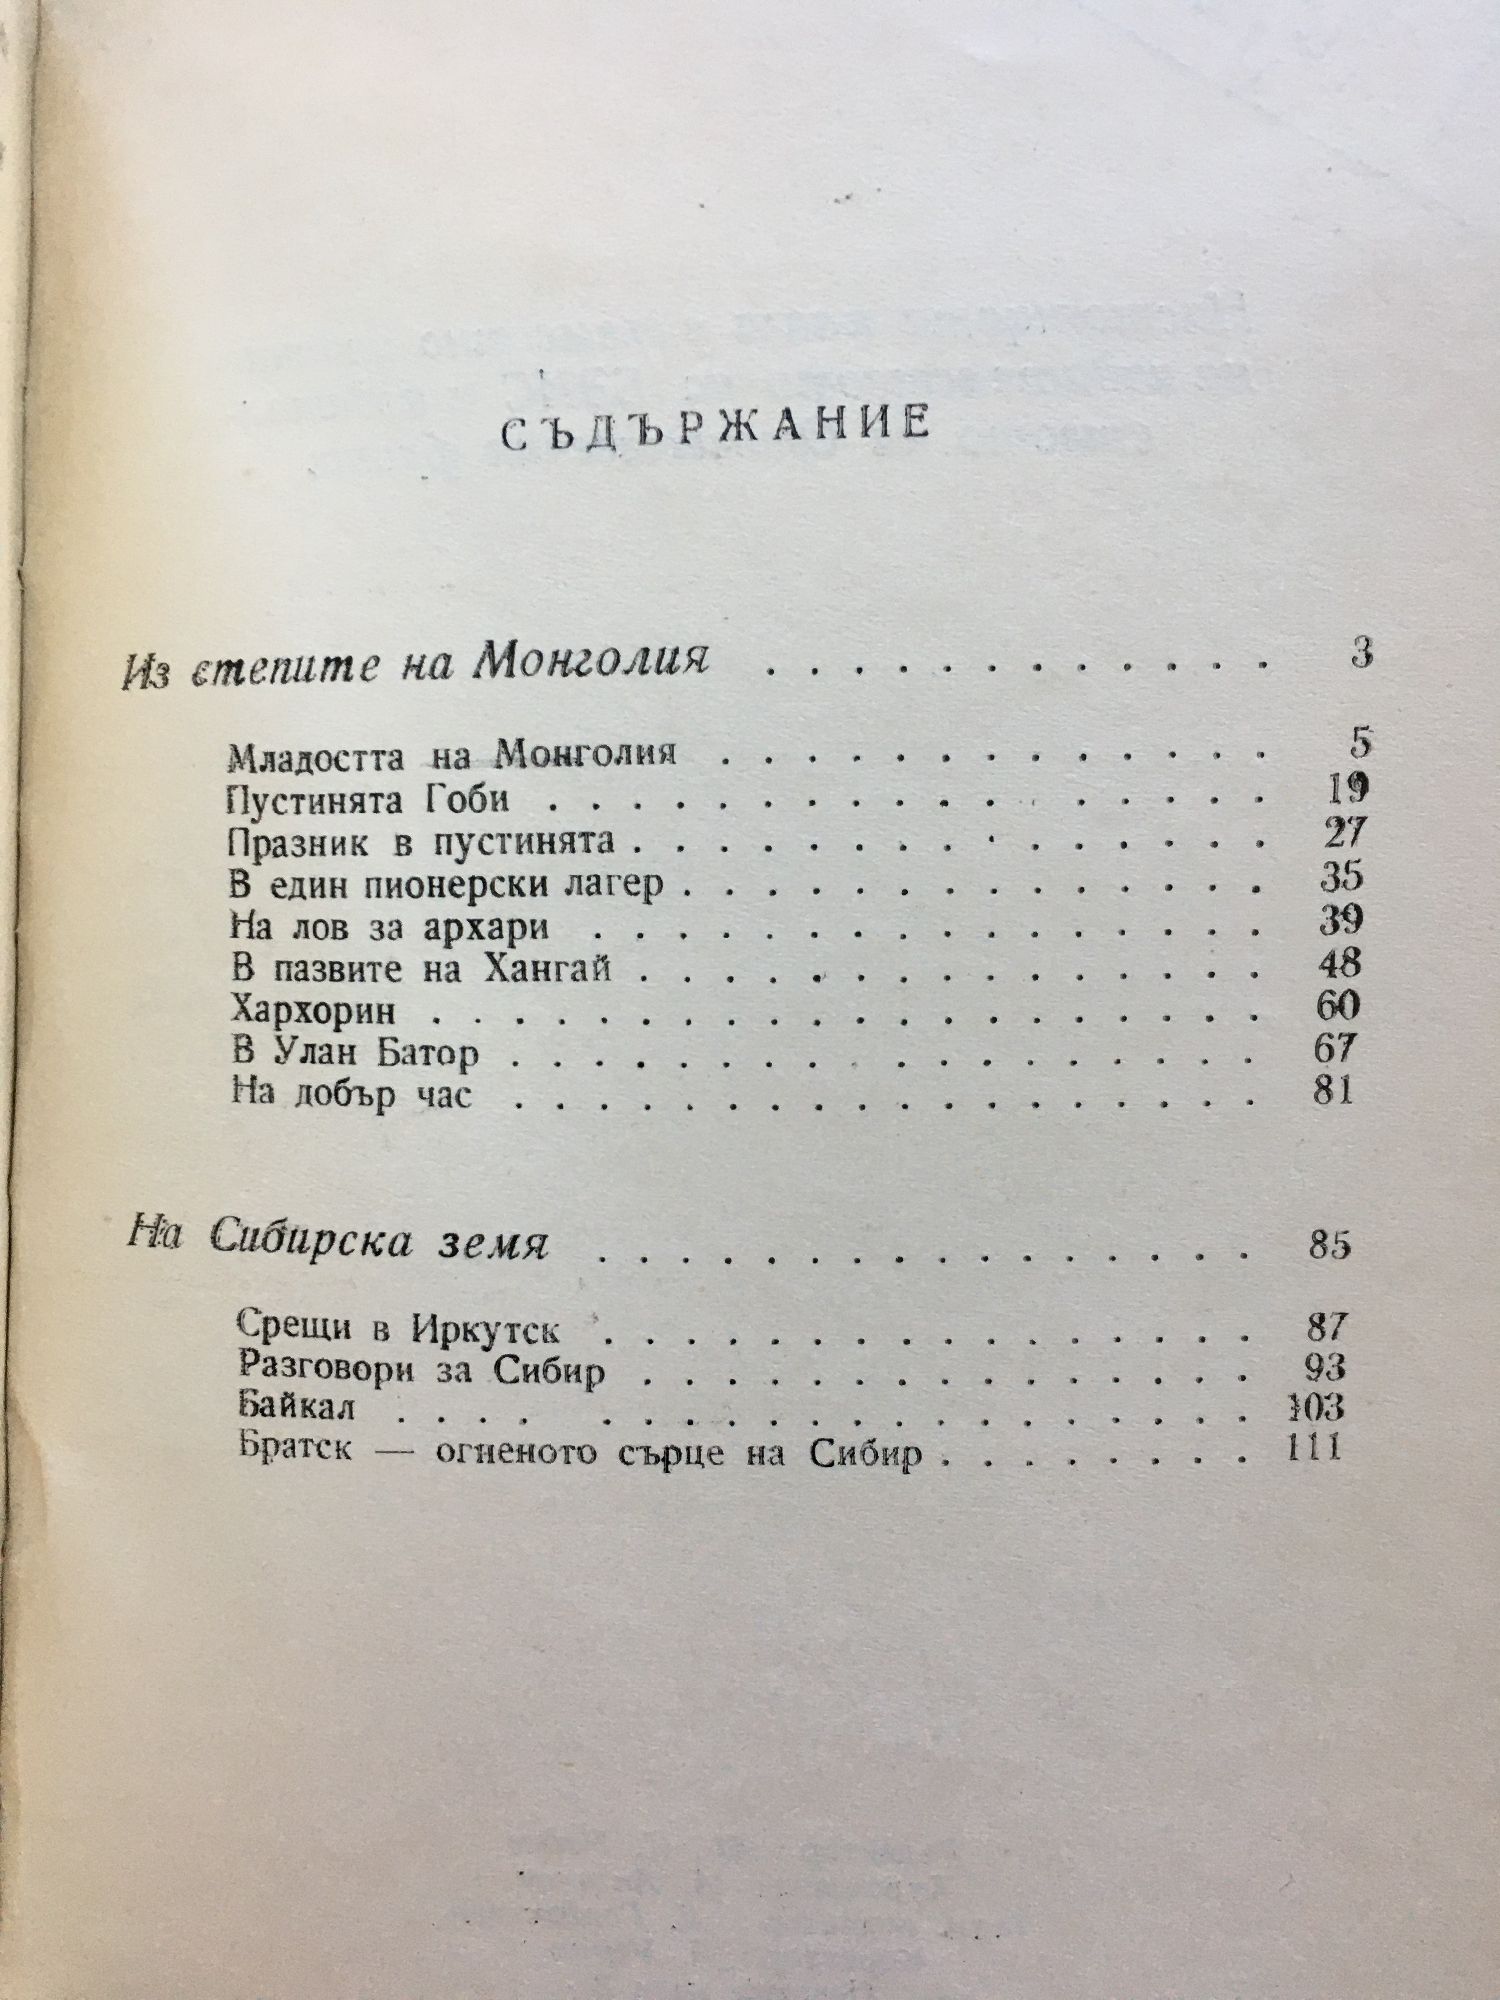 СЪДЪРЖАНИЕ
Из степите на Монголия . . . . . . . . . . . . 3
Младостта на Монголия . . . . . . . . . . . . . 5
Пустинята Гоби . . . . . . . . . . . . . . . . . 19
Празник в пустинята . . . . . . . . . . . . . . . 27
В един пионерски лагер . . . . . . . . . . . . . . 35
На лов за архари . . . . . . . . . . . . . . . . 39
В пазвите на Хангай . . . . . . . . . . . . . . . 48
Хархорин . . . . . . . . . . . . . . . . . . . . 60
В Улан Батор . . . . . . . . . . . . . . . . . . 67
На добър час . . . . . . . . . . . . . . . . . . 81
На Сибирска земя . . . . . . . . . . . . . . . . 85
Срещи в Иркутск . . . . . . . . . . . . . . . . 87
Разговори за Сибир . . . . . . . . . . . . . . . 93
Байкал . . . . . . . . . . . . . . . . . . . 103
Братск — огненото сърце на Сибир . . . . . . . . 111